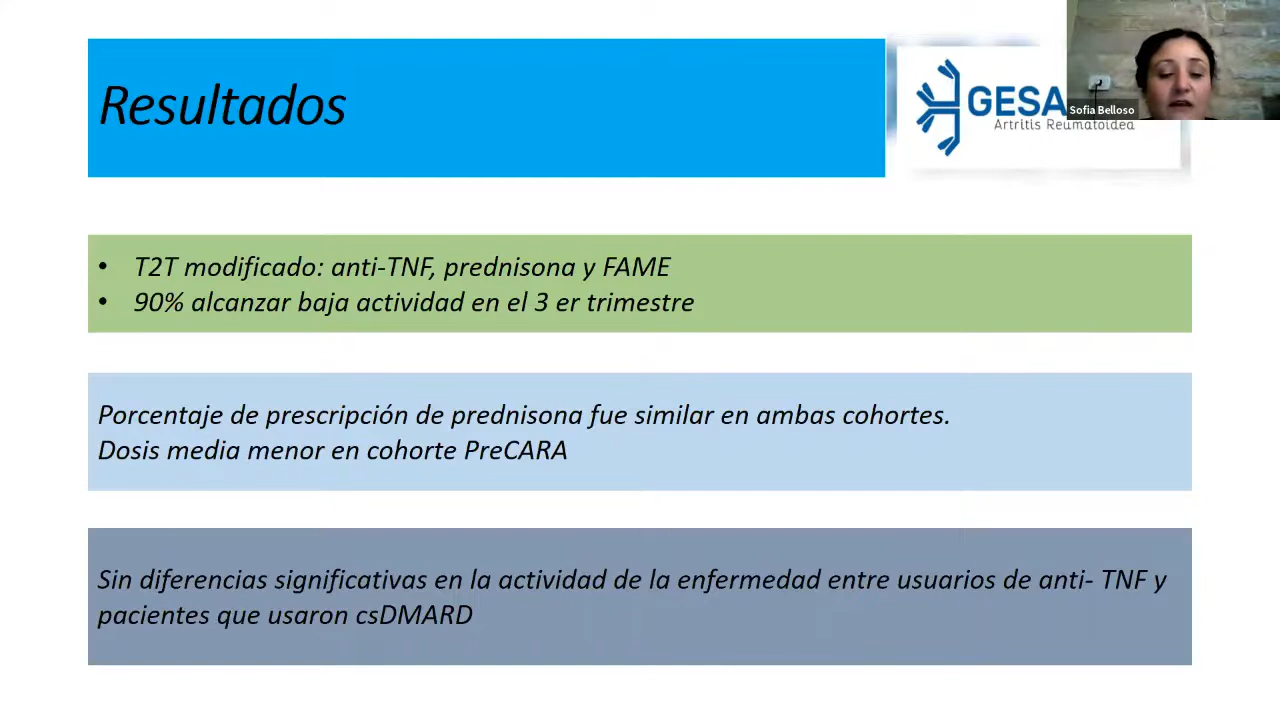 Resultados
GESA
Artritis Reumatoidea
Sofia Belloso
• T2T modificado: anti-TNF, prednisona y FAME
• 90% alcanzar baja actividad en el 3 er trimestre
Porcentaje de prescripción de prednisona fue similar en ambas cohortes.
Dosis media menor en cohorte PreCARA
Sin diferencias significativas en la actividad de la enfermedad entre usuarios de anti- TNF y
pacientes que usaron csDMARD